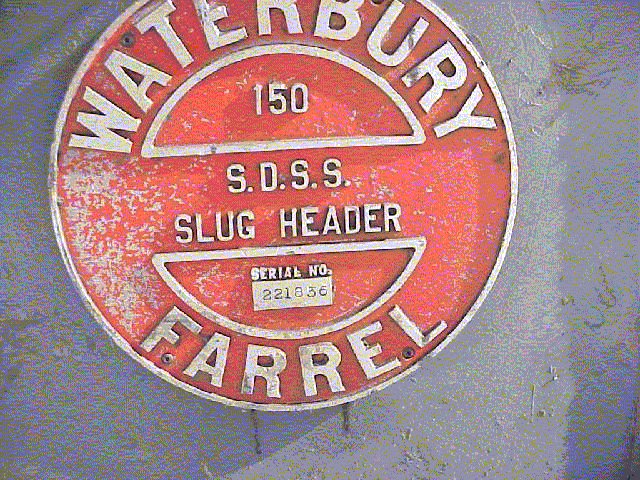 WATERBURY
150
S.D.S.S.
SLUG HEADER
SERIAL NO.
221836
FARREL